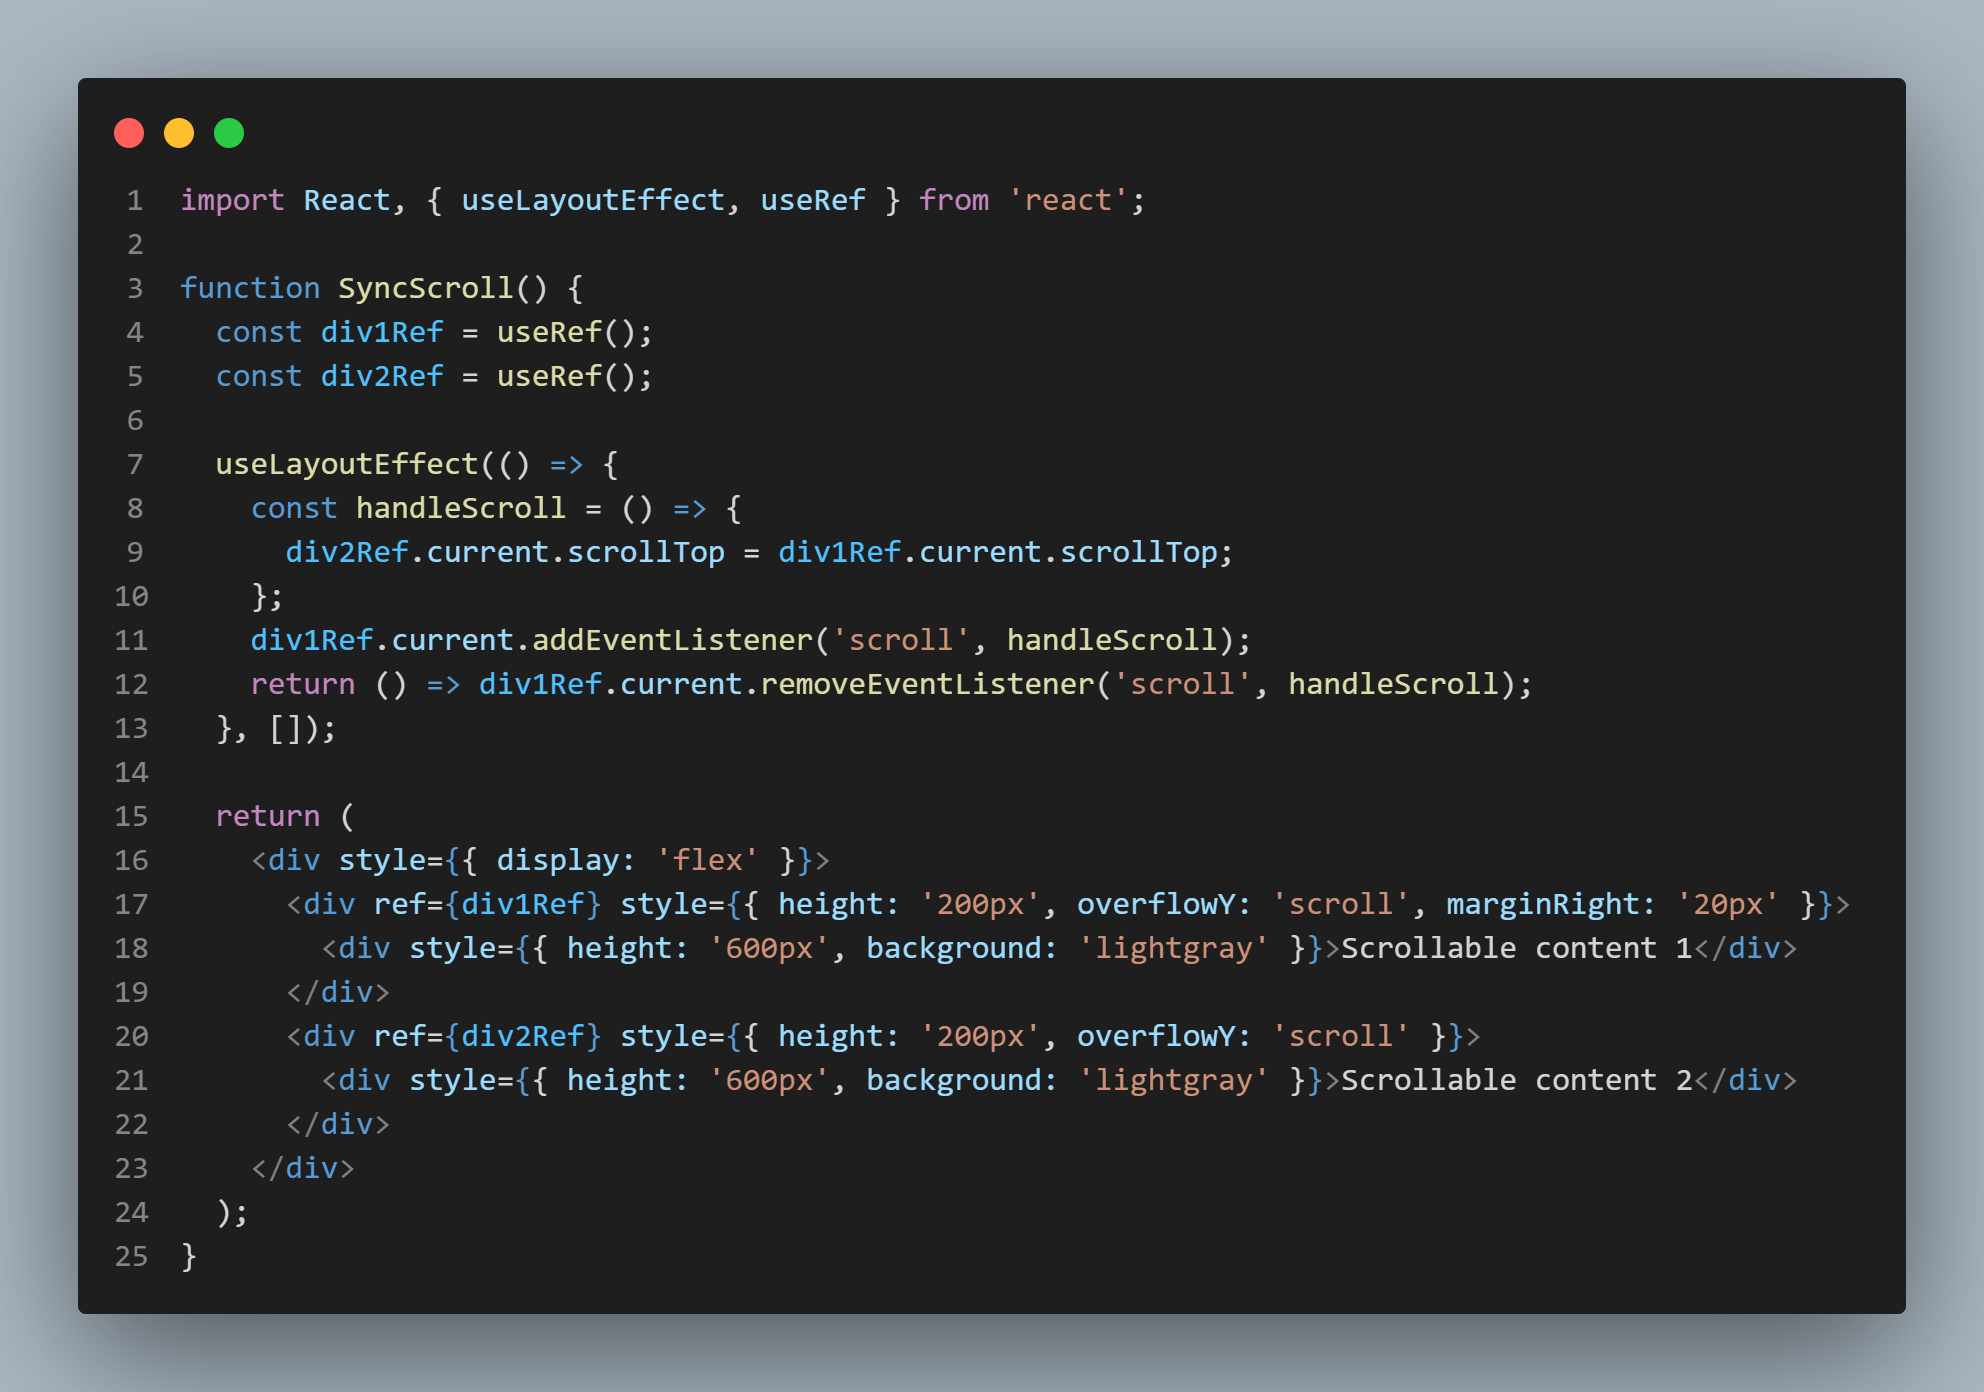 1 import React, { useLayoutEffect, useRef } from 'react';
2
3 function SyncScroll() {
4   const div1Ref = useRef();
5   const div2Ref = useRef();
6
7   useLayoutEffect(() => {
8     const handleScroll = () => {
9       div2Ref.current.scrollTop = div1Ref.current.scrollTop;
10     };
11     div1Ref.current.addEventListener('scroll', handleScroll);
12     return () => div1Ref.current.removeEventListener('scroll', handleScroll);
13   }, []);
14
15   return (
16     <div style={{ display: 'flex' }}>
17       <div ref={div1Ref} style={{ height: '200px', overflowY: 'scroll', marginRight: '20px' }}>
18         <div style={{ height: '600px', background: 'lightgray' }}>Scrollable content 1</div>
19       </div>
20       <div ref={div2Ref} style={{ height: '200px', overflowY: 'scroll' }}>
21         <div style={{ height: '600px', background: 'lightgray' }}>Scrollable content 2</div>
22       </div>
23     </div>
24   );
25 }